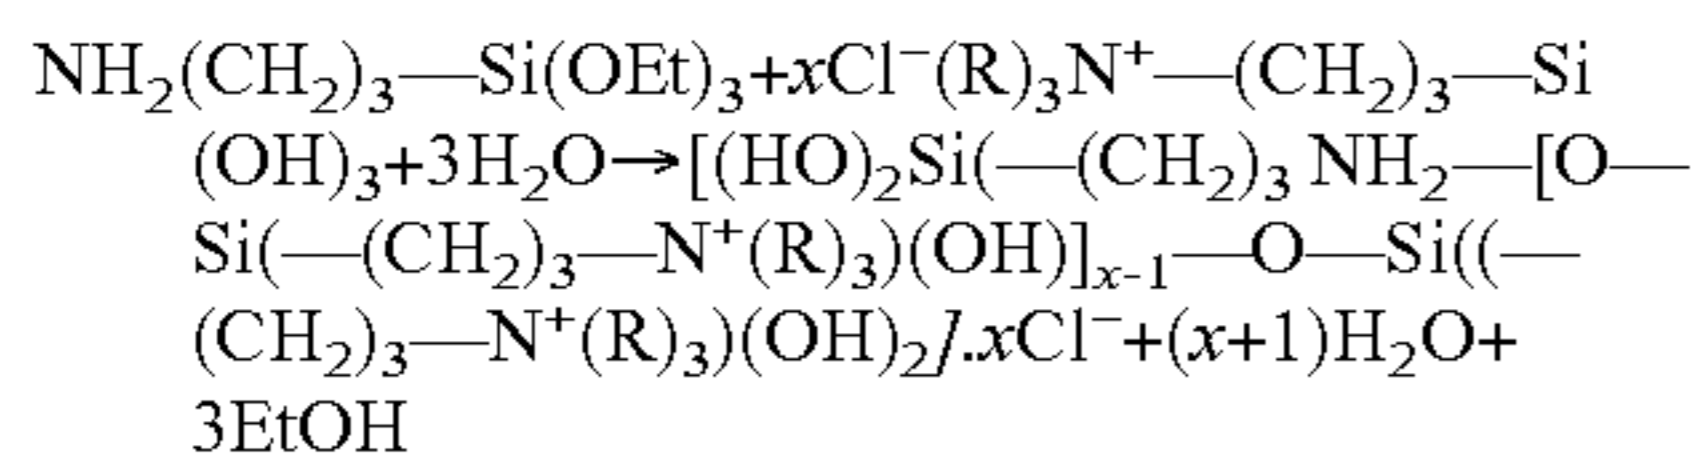 NH₂(CH₂)₃—Si(OEt)₃+xCl⁻(R)₃N⁺—(CH₂)₃—Si
(OH)₃+3H₂O→[(HO)₂Si(—(CH₂)₃ NH₂—[O—
Si(—(CH₂)₃—N⁺(R)₃)(OH)]ₓ₋₁—O—Si((—
(CH₂)₃—N⁺(R)₃)(OH)₂].xCl⁻+(x+1)H₂O+
3EtOH